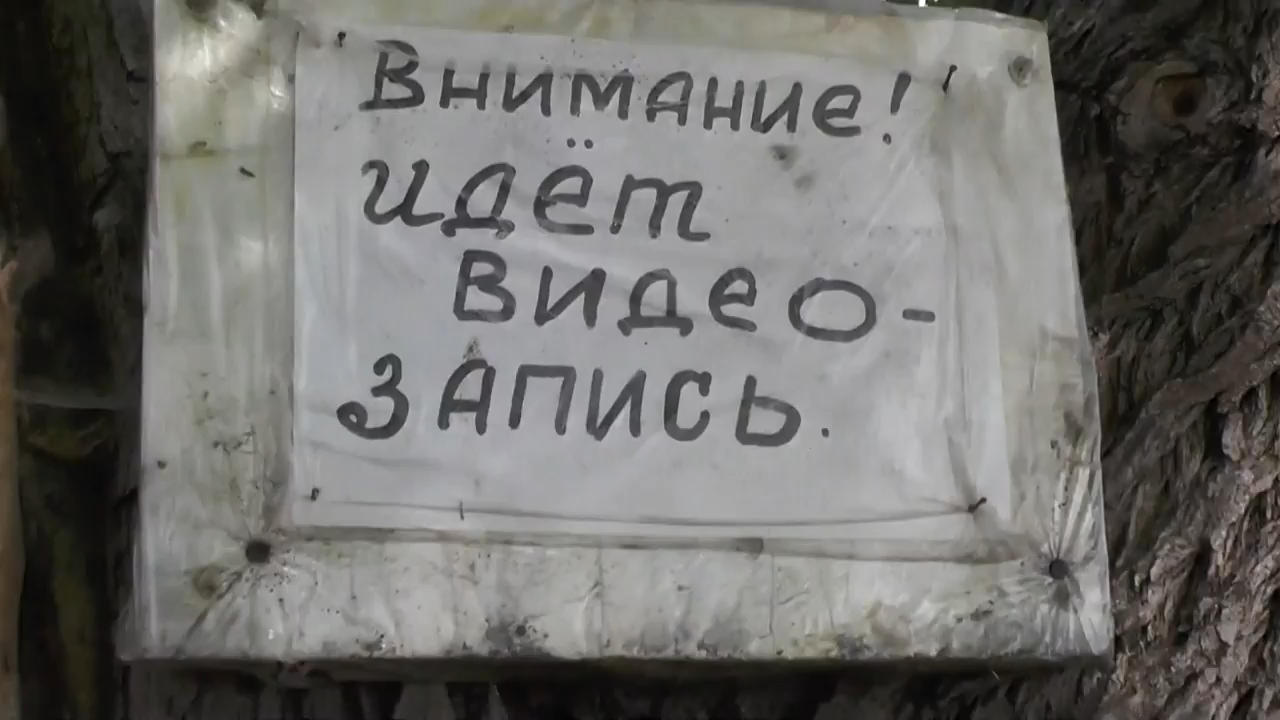 Внимание!
идёт
видео-
запись.